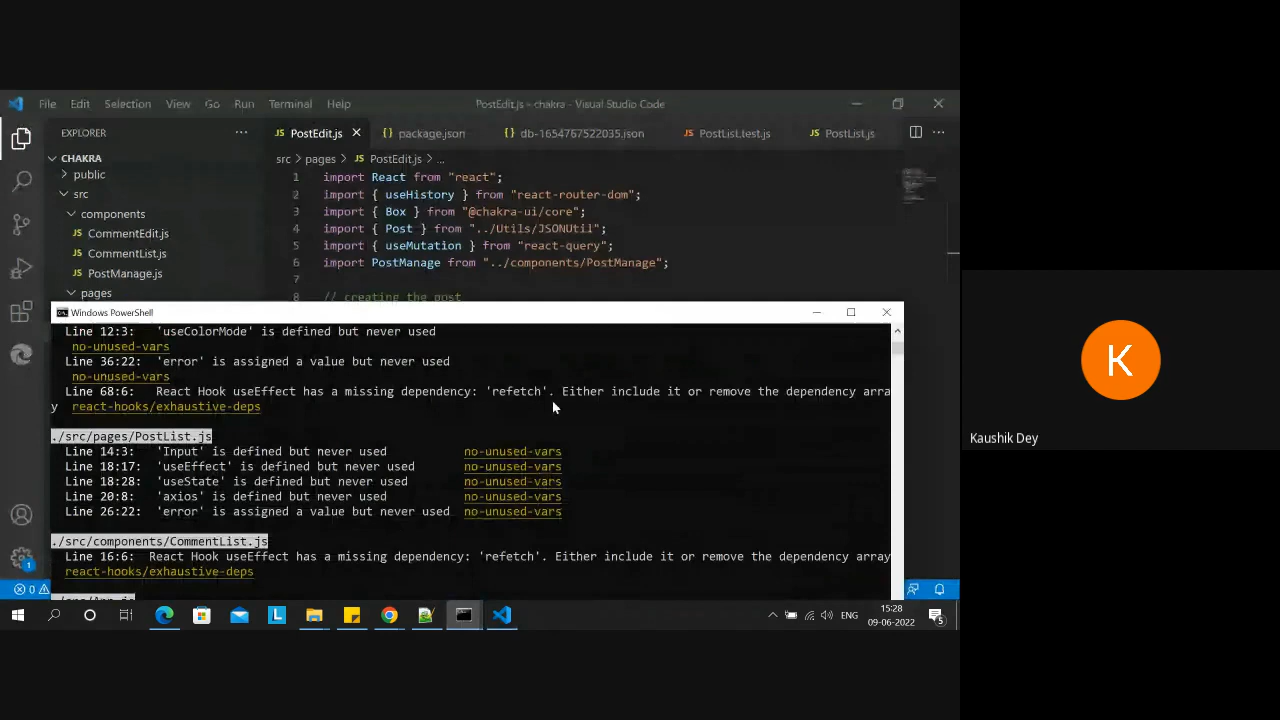 File Edit Selection View Go Run Terminal Help PostEdit.js - chakra - Visual Studio Code
EXPLORER
PostEdit.js
package.json
db-1654767522035.json
PostList.test.js
PostList.js
CHAKRA
public
src
components
CommentEdit.js
CommentList.js
PostManage.js
pages
src > pages > JS PostEdit.js > ...
1 import React from "react";
2 import { useHistory } from "react-router-dom";
3 import { Box } from "@chakra-ui/core";
4 import { Post } from "../Utils/JSONUtil";
5 import { useMutation } from "react-query";
6 import PostManage from "../components/PostManage";
7
8 // creating the post
Windows PowerShell
Line 12:3: 'useColorMode' is defined but never used
no-unused-vars
Line 36:22: 'error' is assigned a value but never used
no-unused-vars
Line 68:6: React Hook useEffect has a missing dependency: 'refetch'. Either include it or remove the dependency arra
y react-hooks/exhaustive-deps
./src/pages/PostList.js
Line 14:3: 'Input' is defined but never used no-unused-vars
Line 18:17: 'useEffect' is defined but never used no-unused-vars
Line 18:28: 'useState' is defined but never used no-unused-vars
Line 20:8: 'axios' is defined but never used no-unused-vars
Line 26:22: 'error' is assigned a value but never used no-unused-vars
./src/components/CommentList.js
Line 16:6: React Hook useEffect has a missing dependency: 'refetch'. Either include it or remove the dependency array
react-hooks/exhaustive-deps
0
ENG
15:28
09-06-2022
5
K
Kaushik Dey